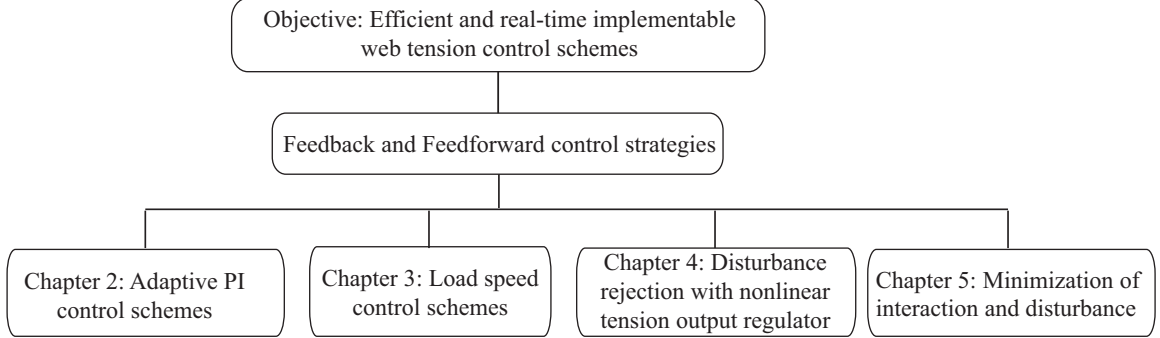 Objective: Efficient and real-time implementable
web tension control schemes
Feedback and Feedforward control strategies
Chapter 2: Adaptive PI
control schemes
Chapter 3: Load speed
control schemes
Chapter 4: Disturbance
rejection with nonlinear
tension output regulator
Chapter 5: Minimization of
interaction and disturbance